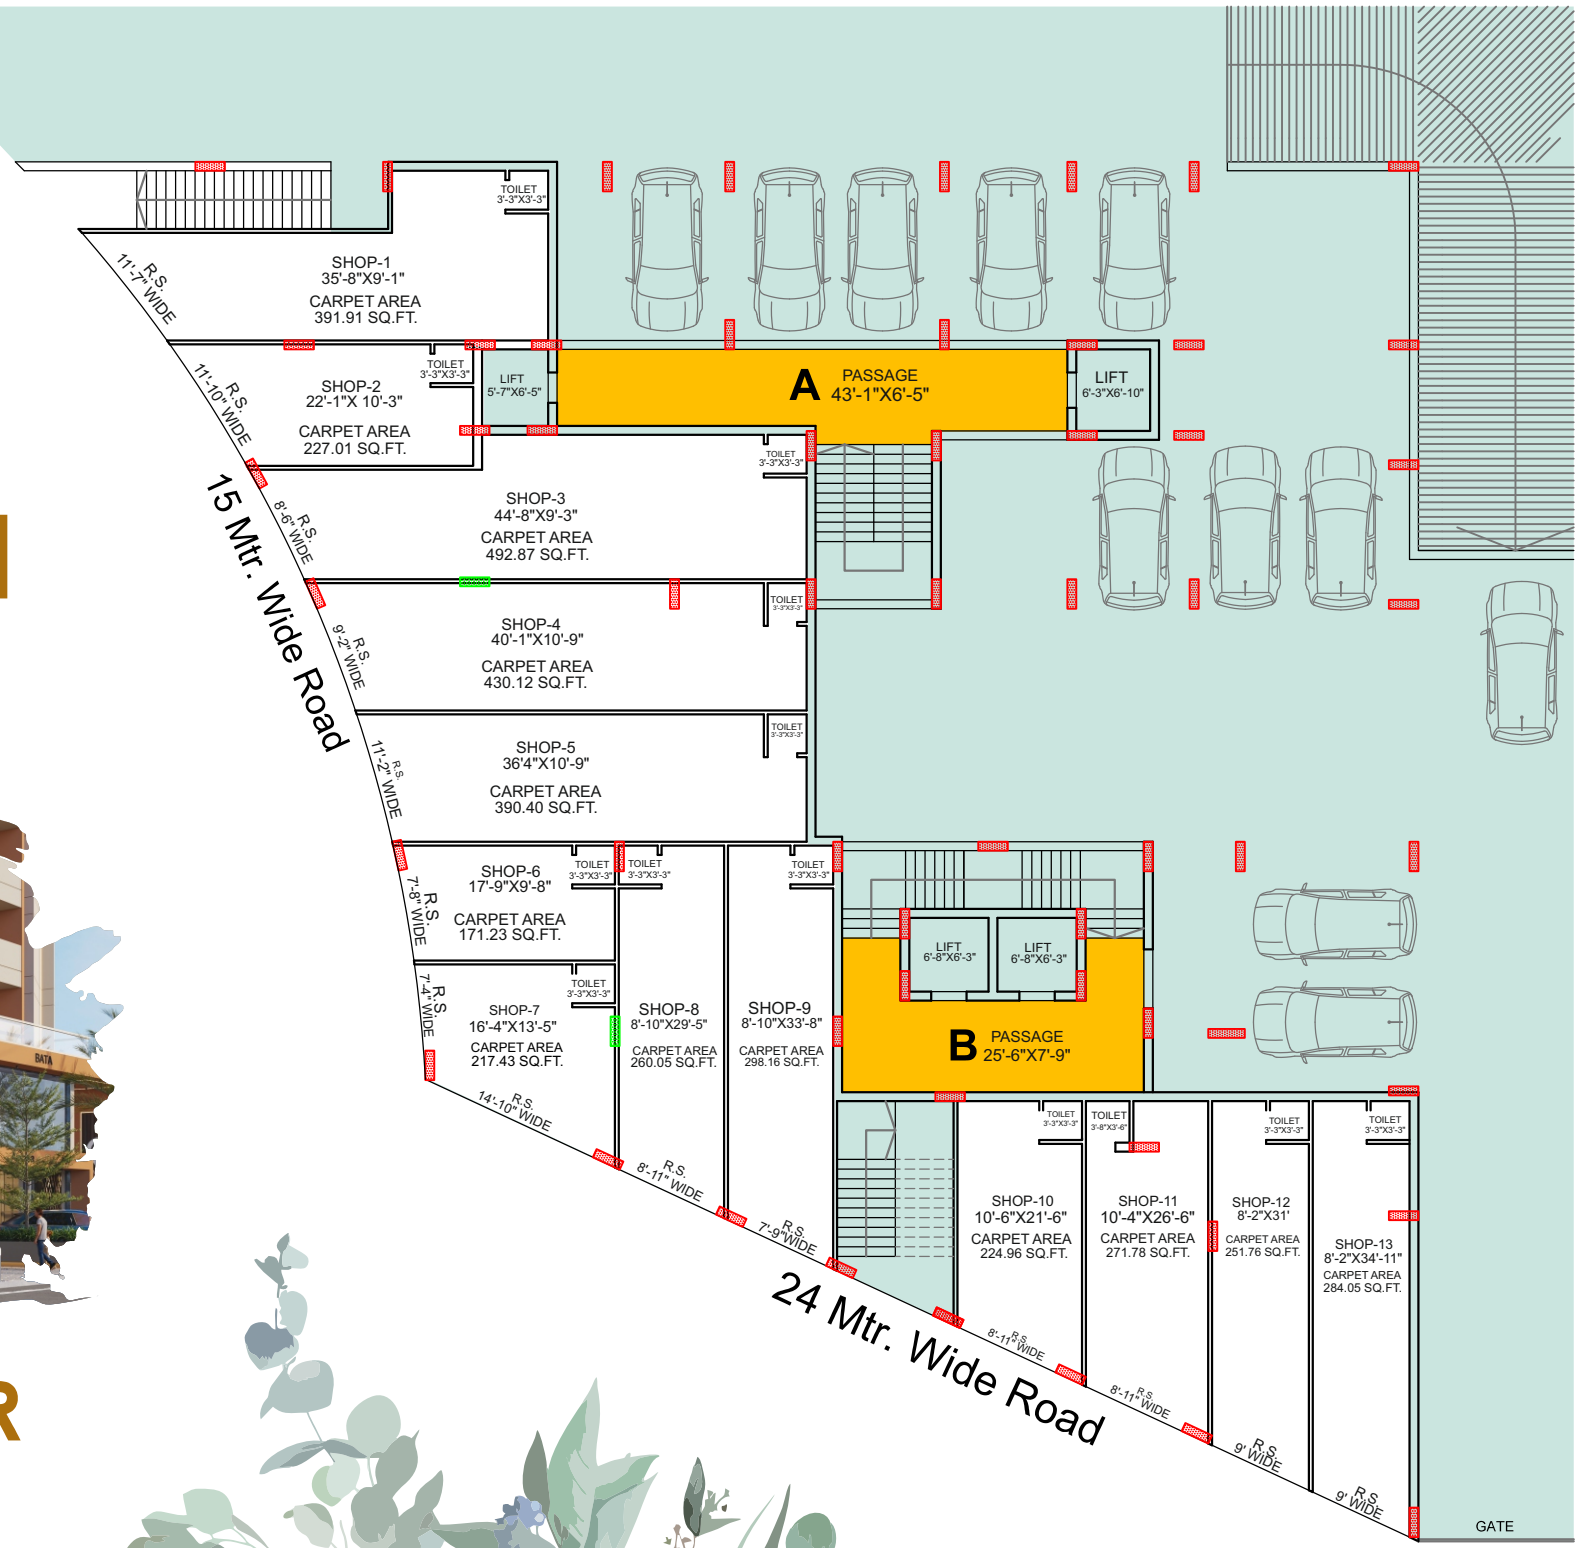 TOILET
3'-3"X3'-3"
SHOP-1
35'-8"X9'-1"
CARPET AREA
391.91 SQ.FT.
R.S.
11'-7" WIDE
SHOP-2
22'-1"X 10'-3"
CARPET AREA
227.01 SQ.FT.
TOILET
3'-3"X3'-3"
R.S.
11'-10" WIDE
LIFT
5'-7"X6'-5"
A
PASSAGE
43'-1"X6'-5"
LIFT
6'-3"X6'-10"
TOILET
3'-3"X3'-3"
SHOP-3
44'-8"X9'-3"
CARPET AREA
492.87 SQ.FT.
R.S.
8'-6" WIDE
15 Mtr. Wide Road
TOILET
3'-3"X3'-3"
SHOP-4
40'-1"X10'-9"
CARPET AREA
430.12 SQ.FT.
R.S.
9'-2" WIDE
TOILET
3'-3"X3'-3"
SHOP-5
36'4"X10'-9"
CARPET AREA
390.40 SQ.FT.
R.S.
11'-2" WIDE
SHOP-6
17'-9"X9'-8"
CARPET AREA
171.23 SQ.FT.
TOILET
3'-3"X3'-3"
R.S.
7'-8" WIDE
TOILET
3'-3"X3'-3"
TOILET
3'-3"X3'-3"
LIFT
6'-8"X6'-3"
LIFT
6'-8"X6'-3"
TOILET
3'-3"X3'-3"
SHOP-7
16'-4"X13'-5"
CARPET AREA
217.43 SQ.FT.
R.S.
7'-4" WIDE
R.S.
14'-10" WIDE
SHOP-8
8'-10"X29'-5"
CARPET AREA
260.05 SQ.FT.
R.S.
8'-11" WIDE
SHOP-9
8'-10"X33'-8"
CARPET AREA
298.16 SQ.FT.
R.S.
7'-9"WIDE
B
PASSAGE
25'-6"X7'-9"
BATA
TOILET
3'-3"X3'-3"
TOILET
3'-8"X3'-6"
TOILET
3'-3"X3'-3"
TOILET
3'-3"X3'-3"
SHOP-10
10'-6"X21'-6"
CARPET AREA
224.96 SQ.FT.
SHOP-11
10'-4"X26'-6"
CARPET AREA
271.78 SQ.FT.
SHOP-12
8'-2"X31'
CARPET AREA
251.76 SQ.FT.
SHOP-13
8'-2"X34'-11"
CARPET AREA
284.05 SQ.FT.
24 Mtr. Wide Road
R.S.
8'-11" WIDE
R.S.
8'-11" WIDE
R.S.
9' WIDE
R.S.
9' WIDE
R
GATE